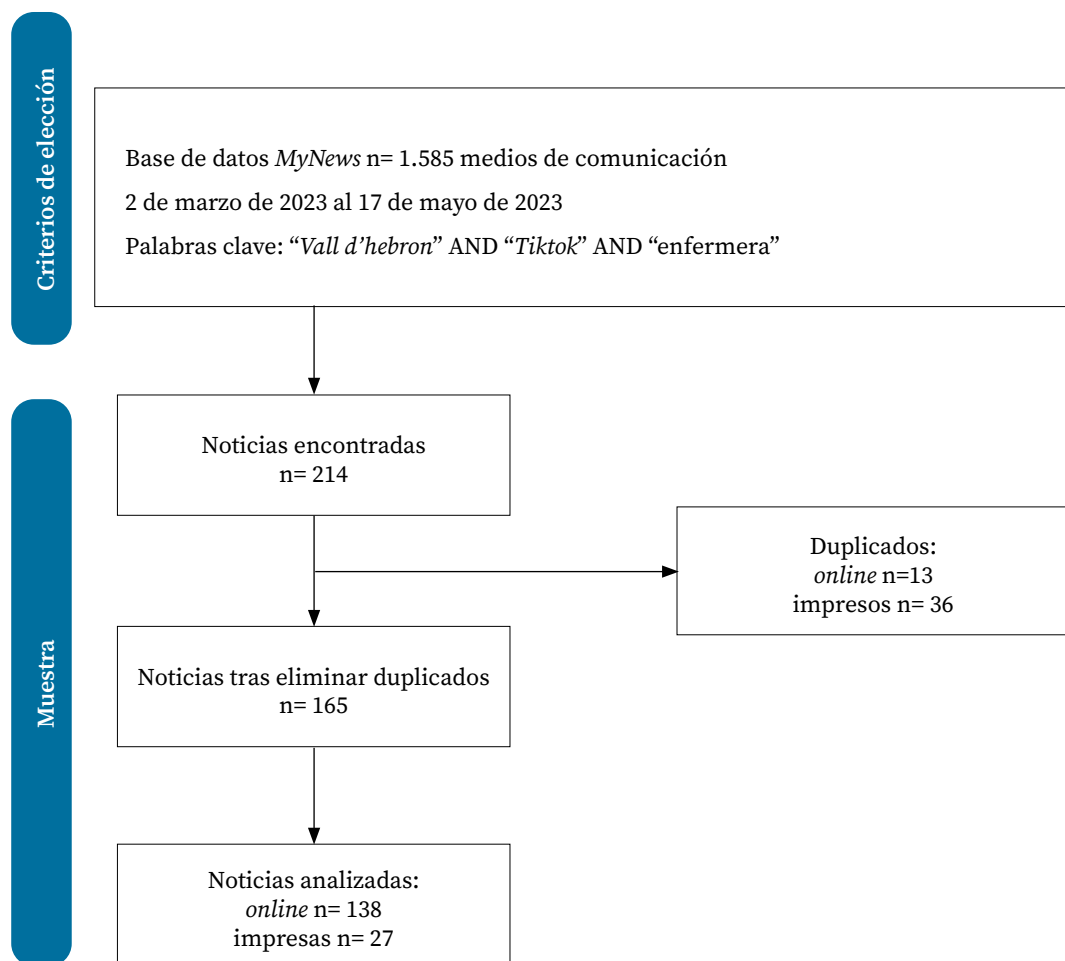 Criterios de elección
Base de datos MyNews n= 1.585 medios de comunicación
2 de marzo de 2023 al 17 de mayo de 2023
Palabras clave: “Vall d’hebron” AND “Tiktok” AND “enfermera”
Muestra
Noticias encontradas
n= 214
Duplicados:
online n=13
impresos n= 36
Noticias tras eliminar duplicados
n= 165
Noticias analizadas:
online n= 138
impresas n= 27